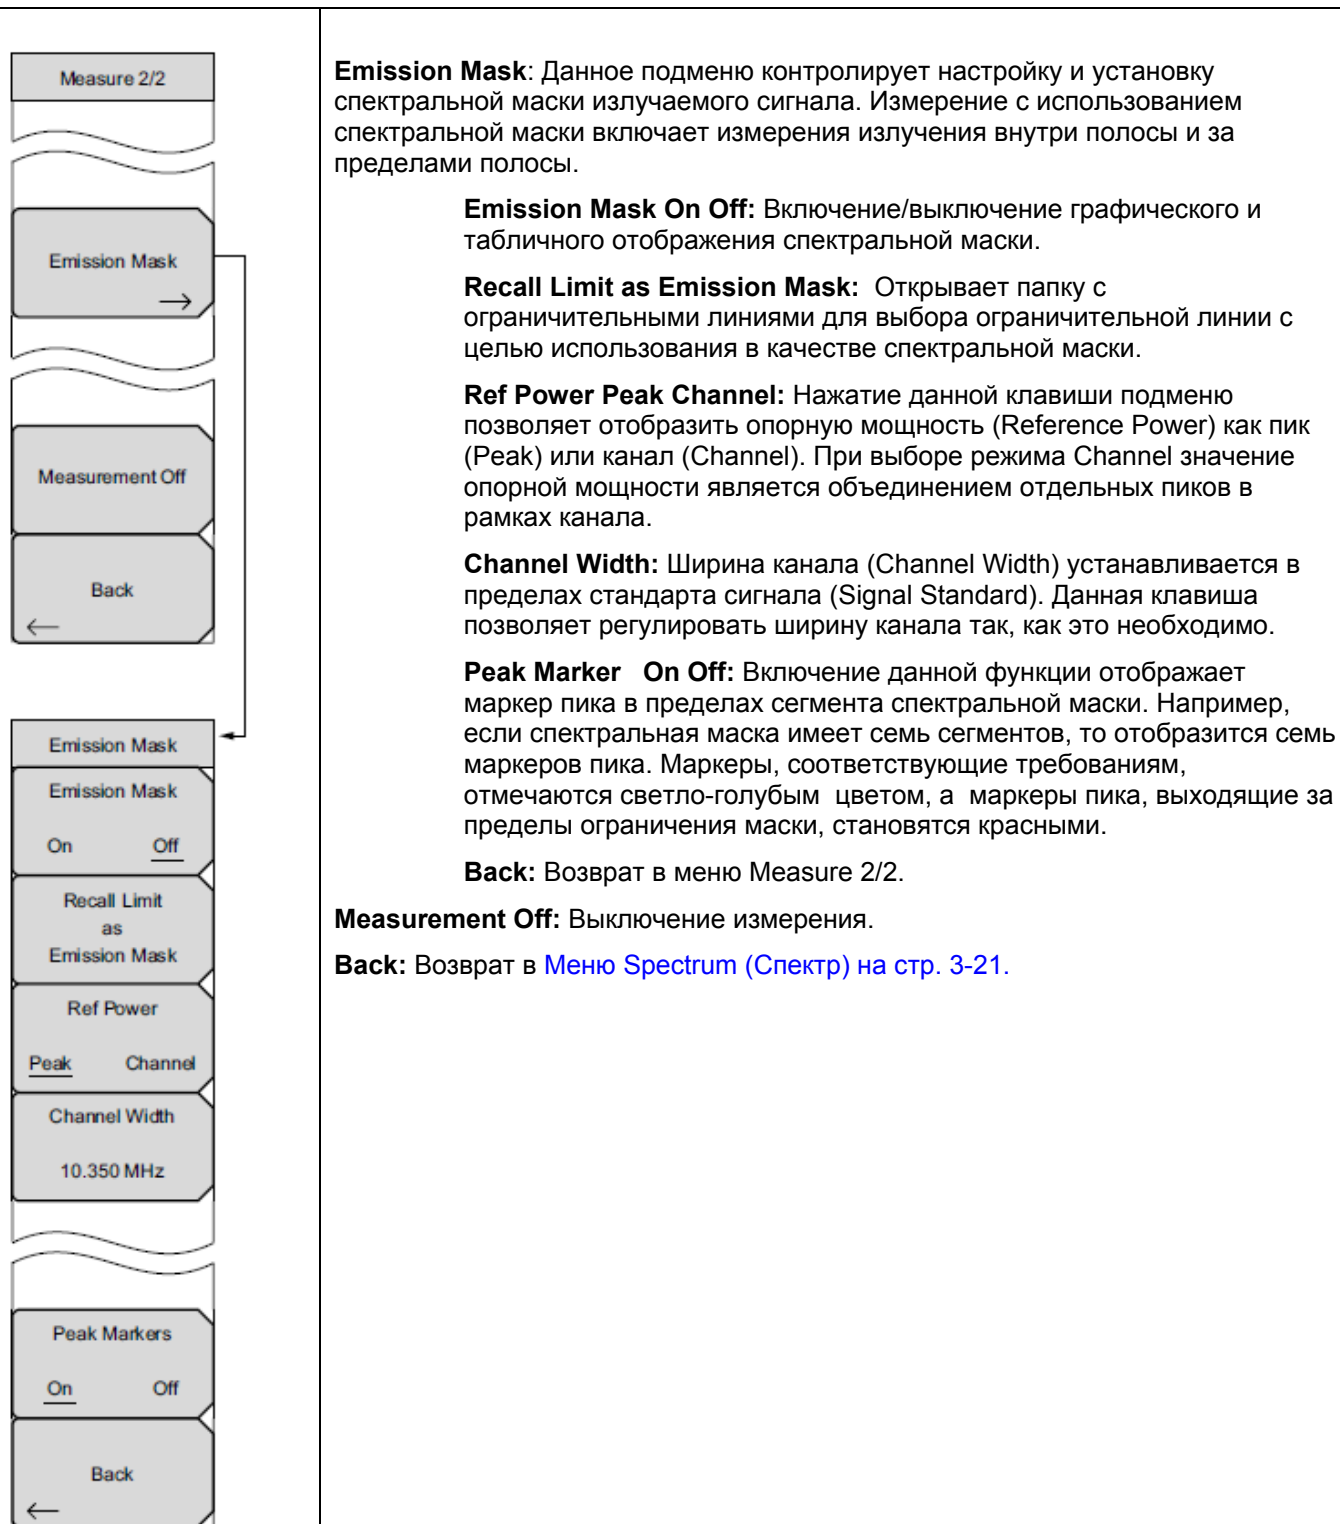 Measure 2/2
Emission Mask
→
Measurement Off
Back
←
Emission Mask
Emission Mask
On Off
Recall Limit
as
Emission Mask
Ref Power
Peak Channel
Channel Width
10.350 MHz
Peak Markers
On Off
Back
←
Emission Mask: Данное подменю контролирует настройку и установку
спектральной маски излучаемого сигнала. Измерение с использованием
спектральной маски включает измерения излучения внутри полосы и за
пределами полосы.
Emission Mask On Off: Включение/выключение графического и
табличного отображения спектральной маски.
Recall Limit as Emission Mask: Открывает папку с
ограничительными линиями для выбора ограничительной линии с
целью использования в качестве спектральной маски.
Ref Power Peak Channel: Нажатие данной клавиши подменю
позволяет отобразить опорную мощность (Reference Power) как пик
(Peak) или канал (Channel). При выборе режима Channel значение
опорной мощности является объединением отдельных пиков в
рамках канала.
Channel Width: Ширина канала (Channel Width) устанавливается в
пределах стандарта сигнала (Signal Standard). Данная клавиша
позволяет регулировать ширину канала так, как это необходимо.
Peak Marker On Off: Включение данной функции отображает
маркер пика в пределах сегмента спектральной маски. Например,
если спектральная маска имеет семь сегментов, то отобразится семь
маркеров пика. Маркеры, соответствующие требованиям,
отмечаются светло-голубым цветом, а маркеры пика, выходящие за
пределы ограничения маски, становятся красными.
Back: Возврат в меню Measure 2/2.
Measurement Off: Выключение измерения.
Back: Возврат в Меню Spectrum (Спектр) на стр. 3-21.